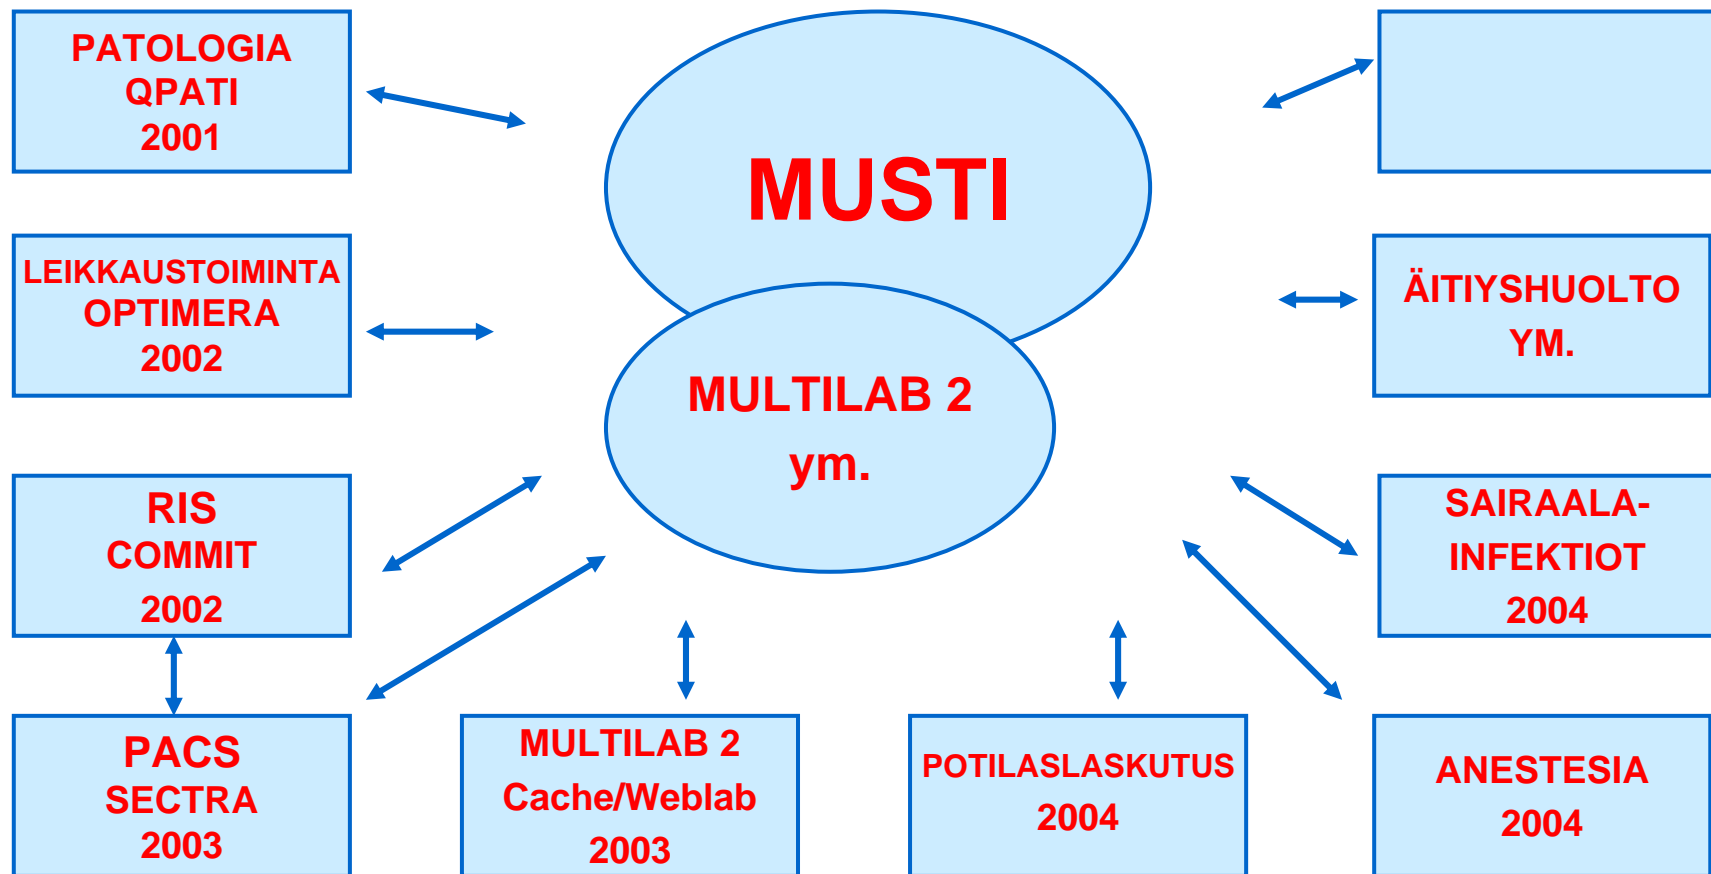 PATOLOGIA
QPATI
2001
MUSTI
LEIKKAUSTOIMINTA
OPTIMERA
2002
ÄITIYSHUOLTO
YM.
MULTILAB 2
ym.
RIS
COMMIT
2002
SAIRAALA-
INFEKTIOT
2004
PACS
SECTRA
2003
MULTILAB 2
Cache/Weblab
2003
POTILASLASKUTUS
2004
ANESTESIA
2004